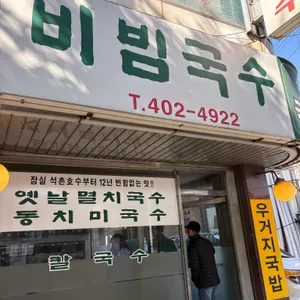 비빔국수
T.402-4922
잠실 석촌호수부터 12년 변함없는 맛!!
옛날멸치국수
동치미국수
칼국수
우거지국밥